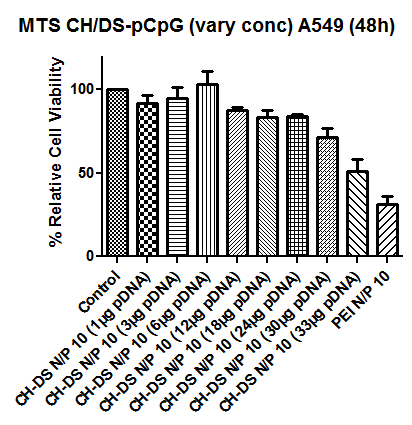 MTS CH/DS-pCpG (vary conc) A549 (48h)
% Relative Cell Viability
100
50
0
Control
CH-DS N/P 10 (1µg pDNA)
CH-DS N/P 10 (3µg pDNA)
CH-DS N/P 10 (6µg pDNA)
CH-DS N/P 10 (12µg pDNA)
CH-DS N/P 10 (18µg pDNA)
CH-DS N/P 10 (24µg pDNA)
CH-DS N/P 10 (30µg pDNA)
CH-DS N/P 10 (33µg pDNA)
PEI N/P 10